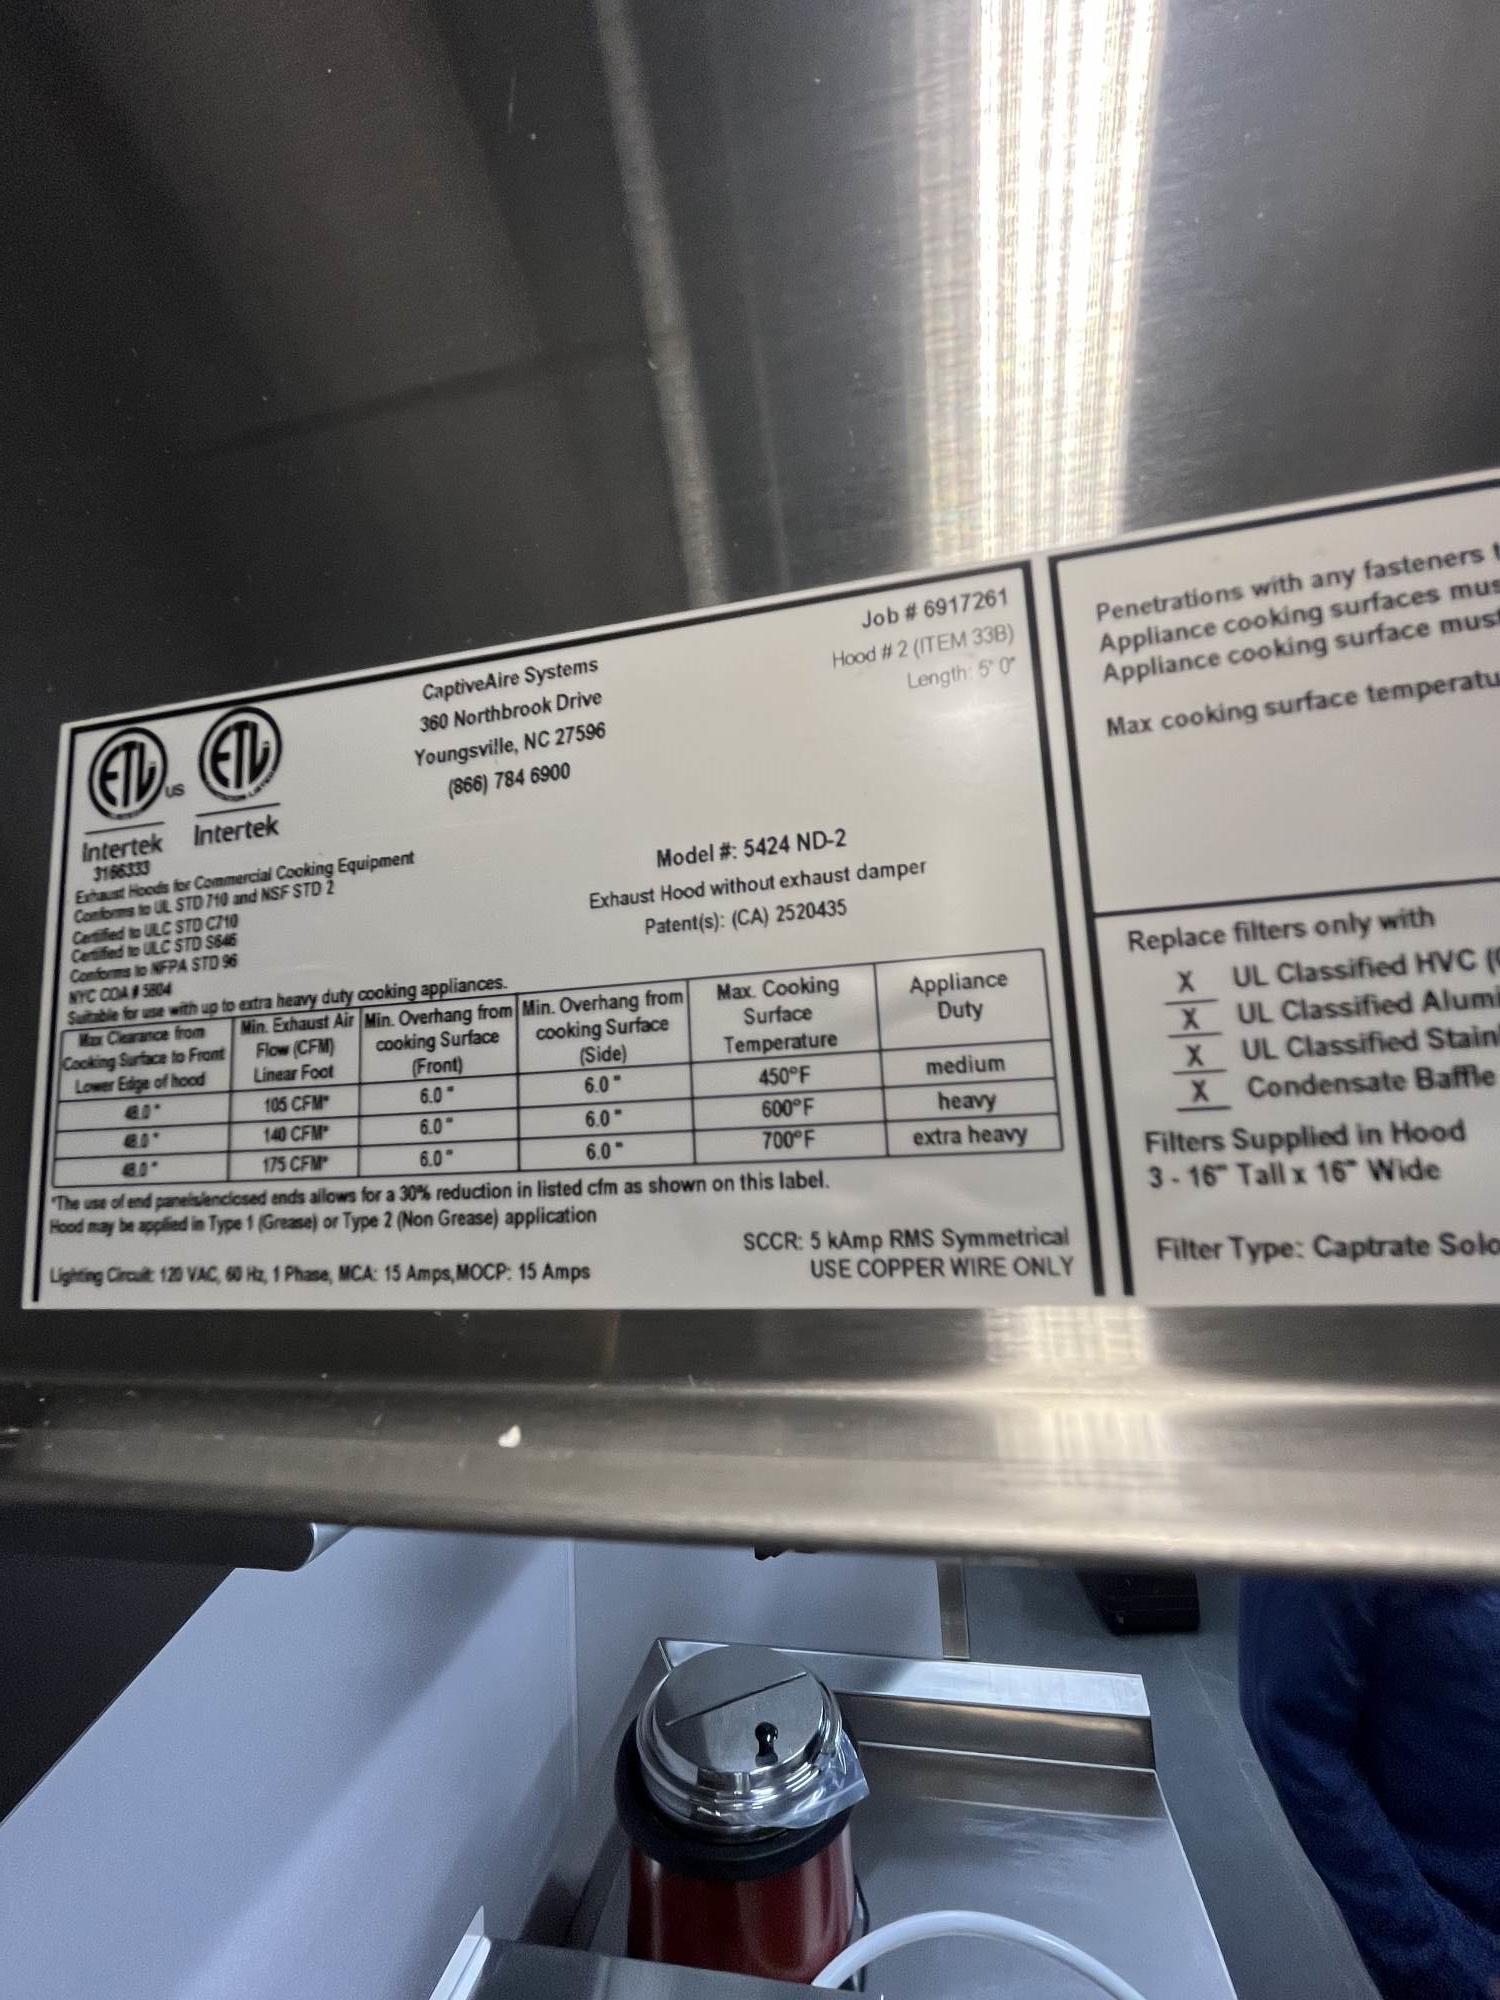 Job # 6917261
Hood # 2 (ITEM 33B)
Length: 5' 0"
CaptiveAire Systems
360 Northbrook Drive
Youngsville, NC 27596
(866) 784 6900
ETL US
ETL
Intertek
Intertek
3166333
Exhaust Hoods for Commercial Cooking Equipment
Conforms to UL STD 710 and NSF STD 2
Certified to ULC STD C710
Certified to ULC STD S646
Conforms to NFPA STD 96
NYC COA # 5804
Suitable for use with up to extra heavy duty cooking appliances.
Model #: 5424 ND-2
Exhaust Hood without exhaust damper
Patent(s): (CA) 2520435
Max Clearance from Cooking Surface to Front Lower Edge of hood
Min. Exhaust Air Flow (CFM) Linear Foot
Min. Overhang from cooking Surface (Front)
Min. Overhang from cooking Surface (Side)
Max. Cooking Surface Temperature
Appliance Duty
48.0 " 105 CFM* 6.0 " 6.0 " 450°F medium
48.0 " 140 CFM* 6.0 " 6.0 " 600°F heavy
48.0 " 175 CFM* 6.0 " 6.0 " 700°F extra heavy
*The use of end panels/enclosed ends allows for a 30% reduction in listed cfm as shown on this label.
Hood may be applied in Type 1 (Grease) or Type 2 (Non Grease) application
SCCR: 5 kAmp RMS Symmetrical
Lighting Circuit: 120 VAC, 60 Hz, 1 Phase, MCA: 15 Amps, MOCP: 15 Amps
USE COPPER WIRE ONLY
Penetrations with any fasteners
Appliance cooking surfaces
Appliance cooking surface must
Max cooking surface
Replace filters only with
X UL Classified HVC
X UL Classified
X UL Classified
X Condensate Baffle
Filters Supplied in Hood
3 - 16" Tall x 16" Wide
Filter Type: Captrate